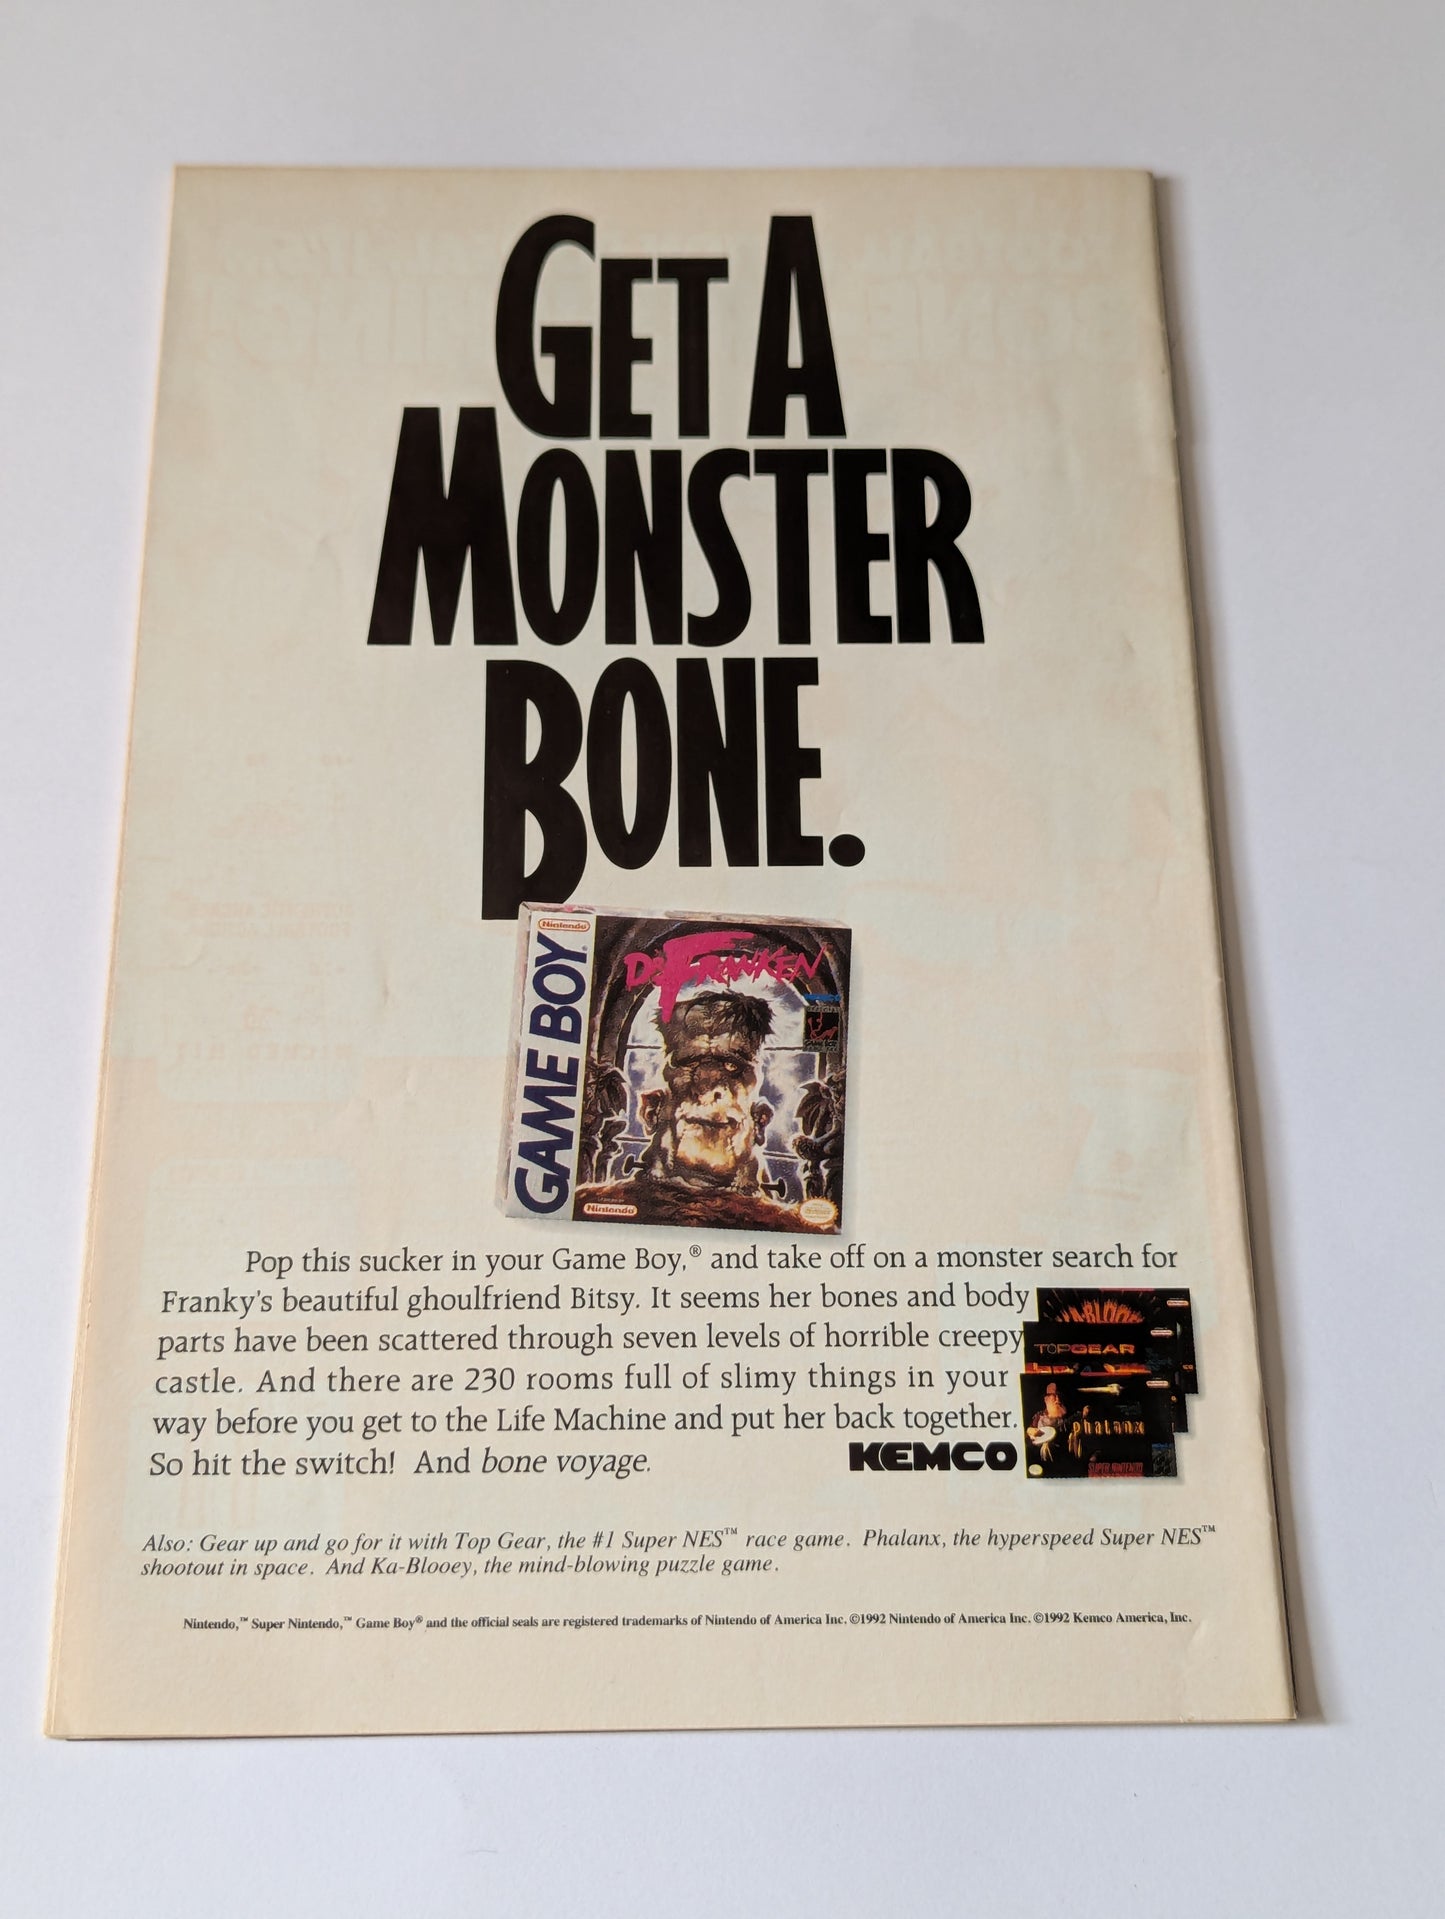 GET A
MONSTER
BONE.
Nintendo
GAME BOY
DR. FRANKEN
KEMCO
GAME BOY
Nintendo
Pop this sucker in your Game Boy,® and take off on a monster search for
Franky's beautiful ghoulfriend Bitsy. It seems her bones and body
parts have been scattered through seven levels of horrible creepy
castle. And there are 230 rooms full of slimy things in your
way before you get to the Life Machine and put her back together.
So hit the switch! And bone voyage.
TOP GEAR
phalanx
SUPER NINTENDO
KEMCO
Also: Gear up and go for it with Top Gear, the #1 Super NES™ race game. Phalanx, the hyperspeed Super NES™
shootout in space. And Ka-Blooey, the mind-blowing puzzle game.
Nintendo,™ Super Nintendo,™ Game Boy® and the official seals are registered trademarks of Nintendo of America Inc. ©1992 Nintendo of America Inc. ©1992 Kemco America, Inc.